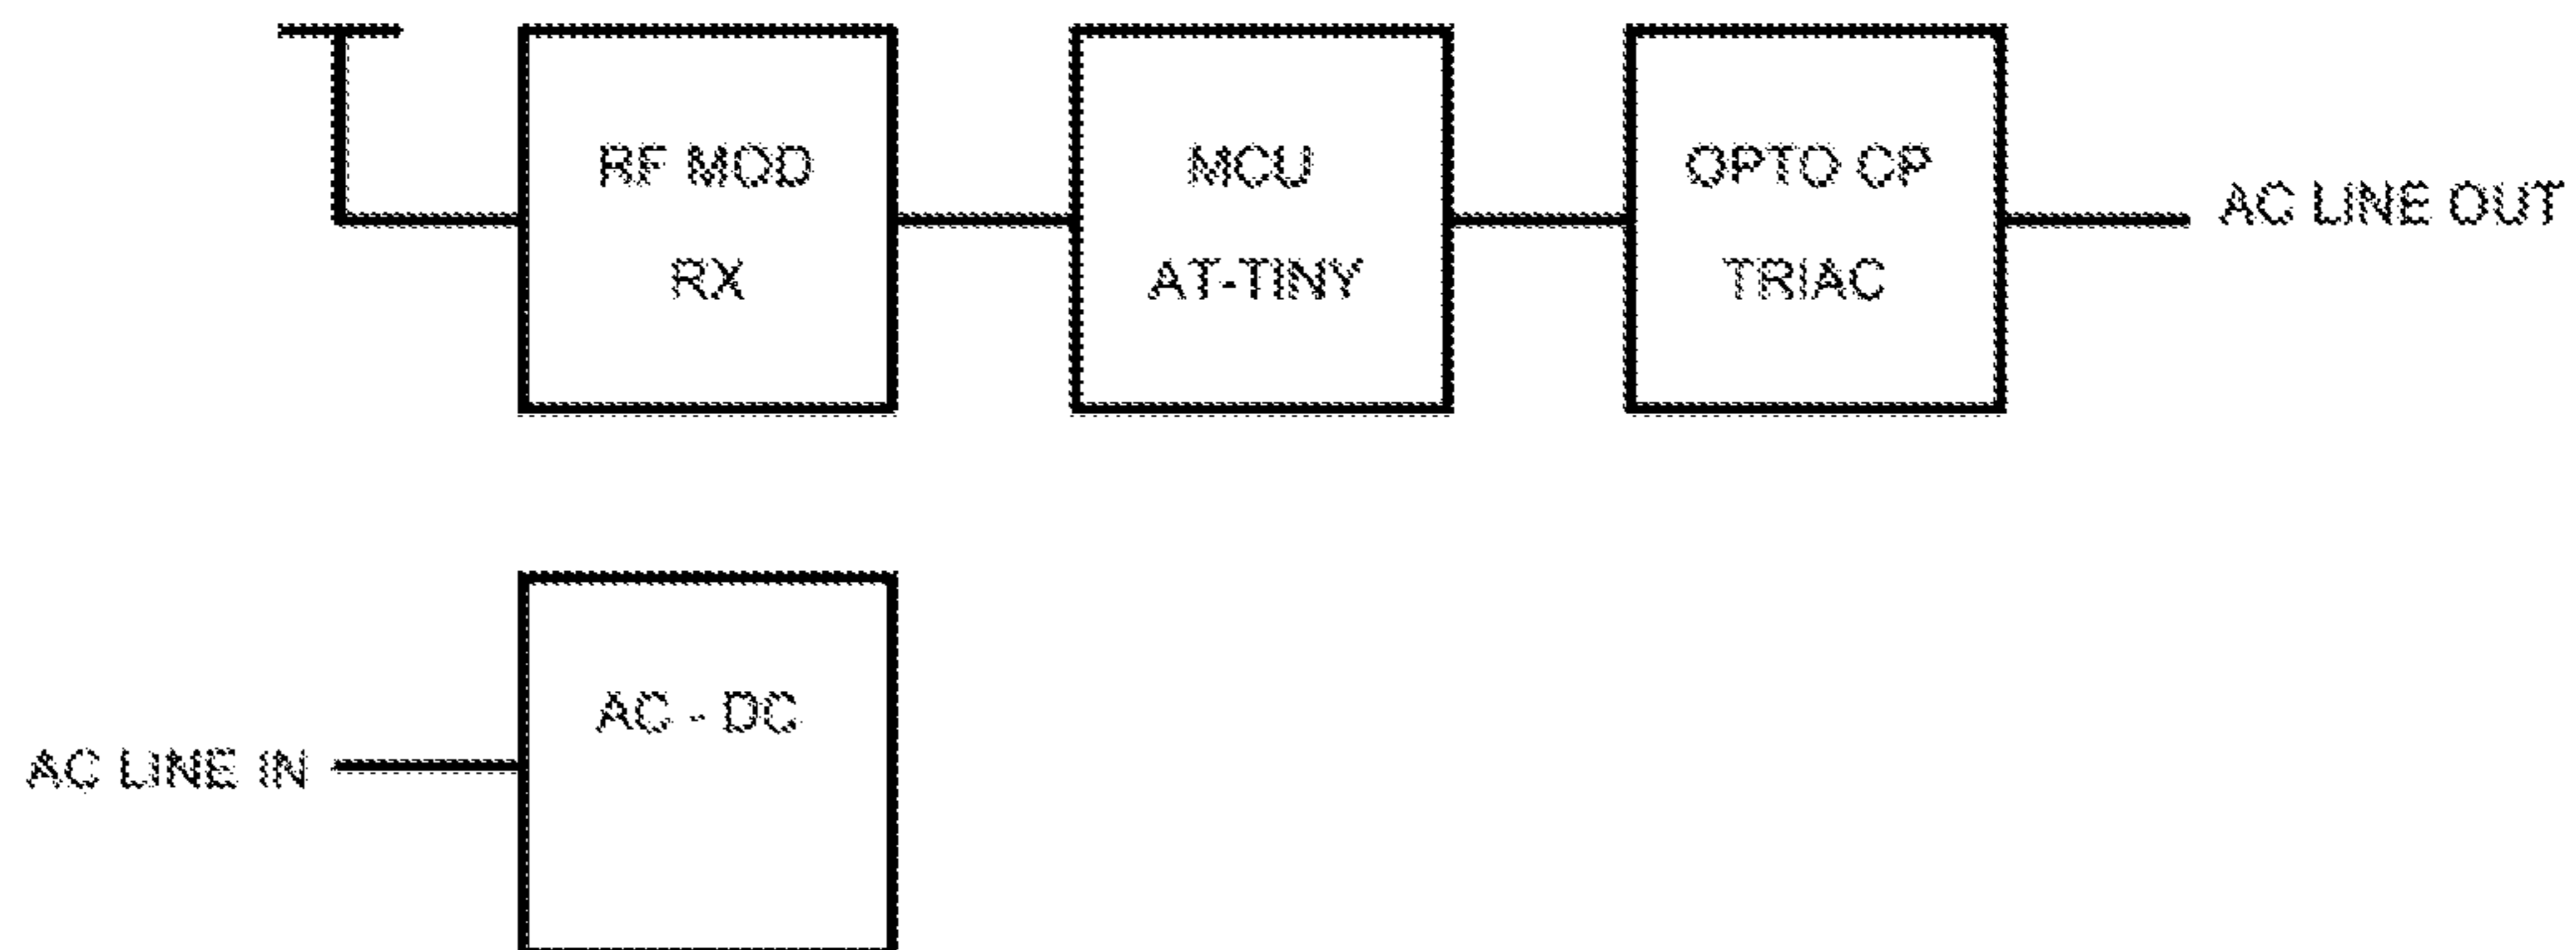 RF MOD
RX
MCU
AT-TINY
OPTO CP
TRIAC
AC LINE OUT
AC - DC
AC LINE IN